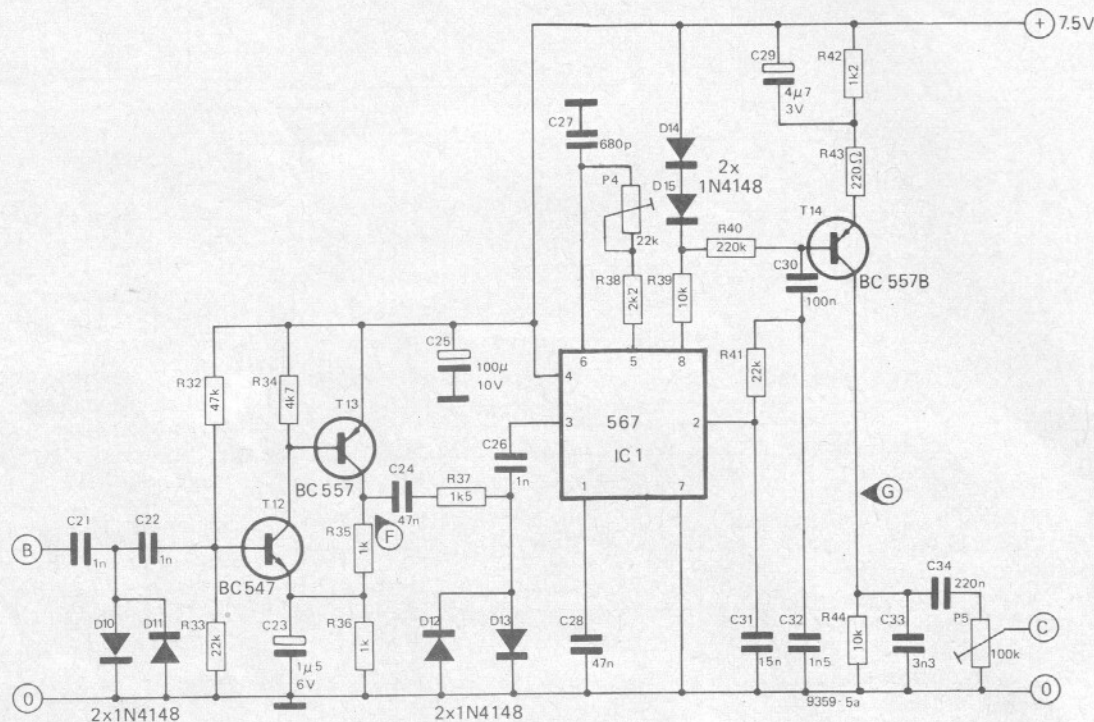 + 7.5V
C29
4µ7
3V
R42
1k2
C27
680p
D14
R43
220Ω
P4
22k
D15
2x
1N4148
T14
R40
220k
C30
100n
BC 557B
R38
2k2
R39
10k
R32
47k
R34
4k7
C25
100µ
10V
6
5
8
4
R41
22k
T13
3
567
2
IC 1
C26
1n
BC 557
C24
47n
R37
1k5
1
7
G
T12
F
C21
1n
C22
1n
R35
1k
B
BC 547
C34
220n
D10
D11
R33
22k
C23
1µ5
6V
R36
1k
D12
D13
C28
47n
C31
15n
C32
1n5
R44
10k
C33
3n3
P5
100k
C
0
0
2x1N4148
2x1N4148
9359-5a